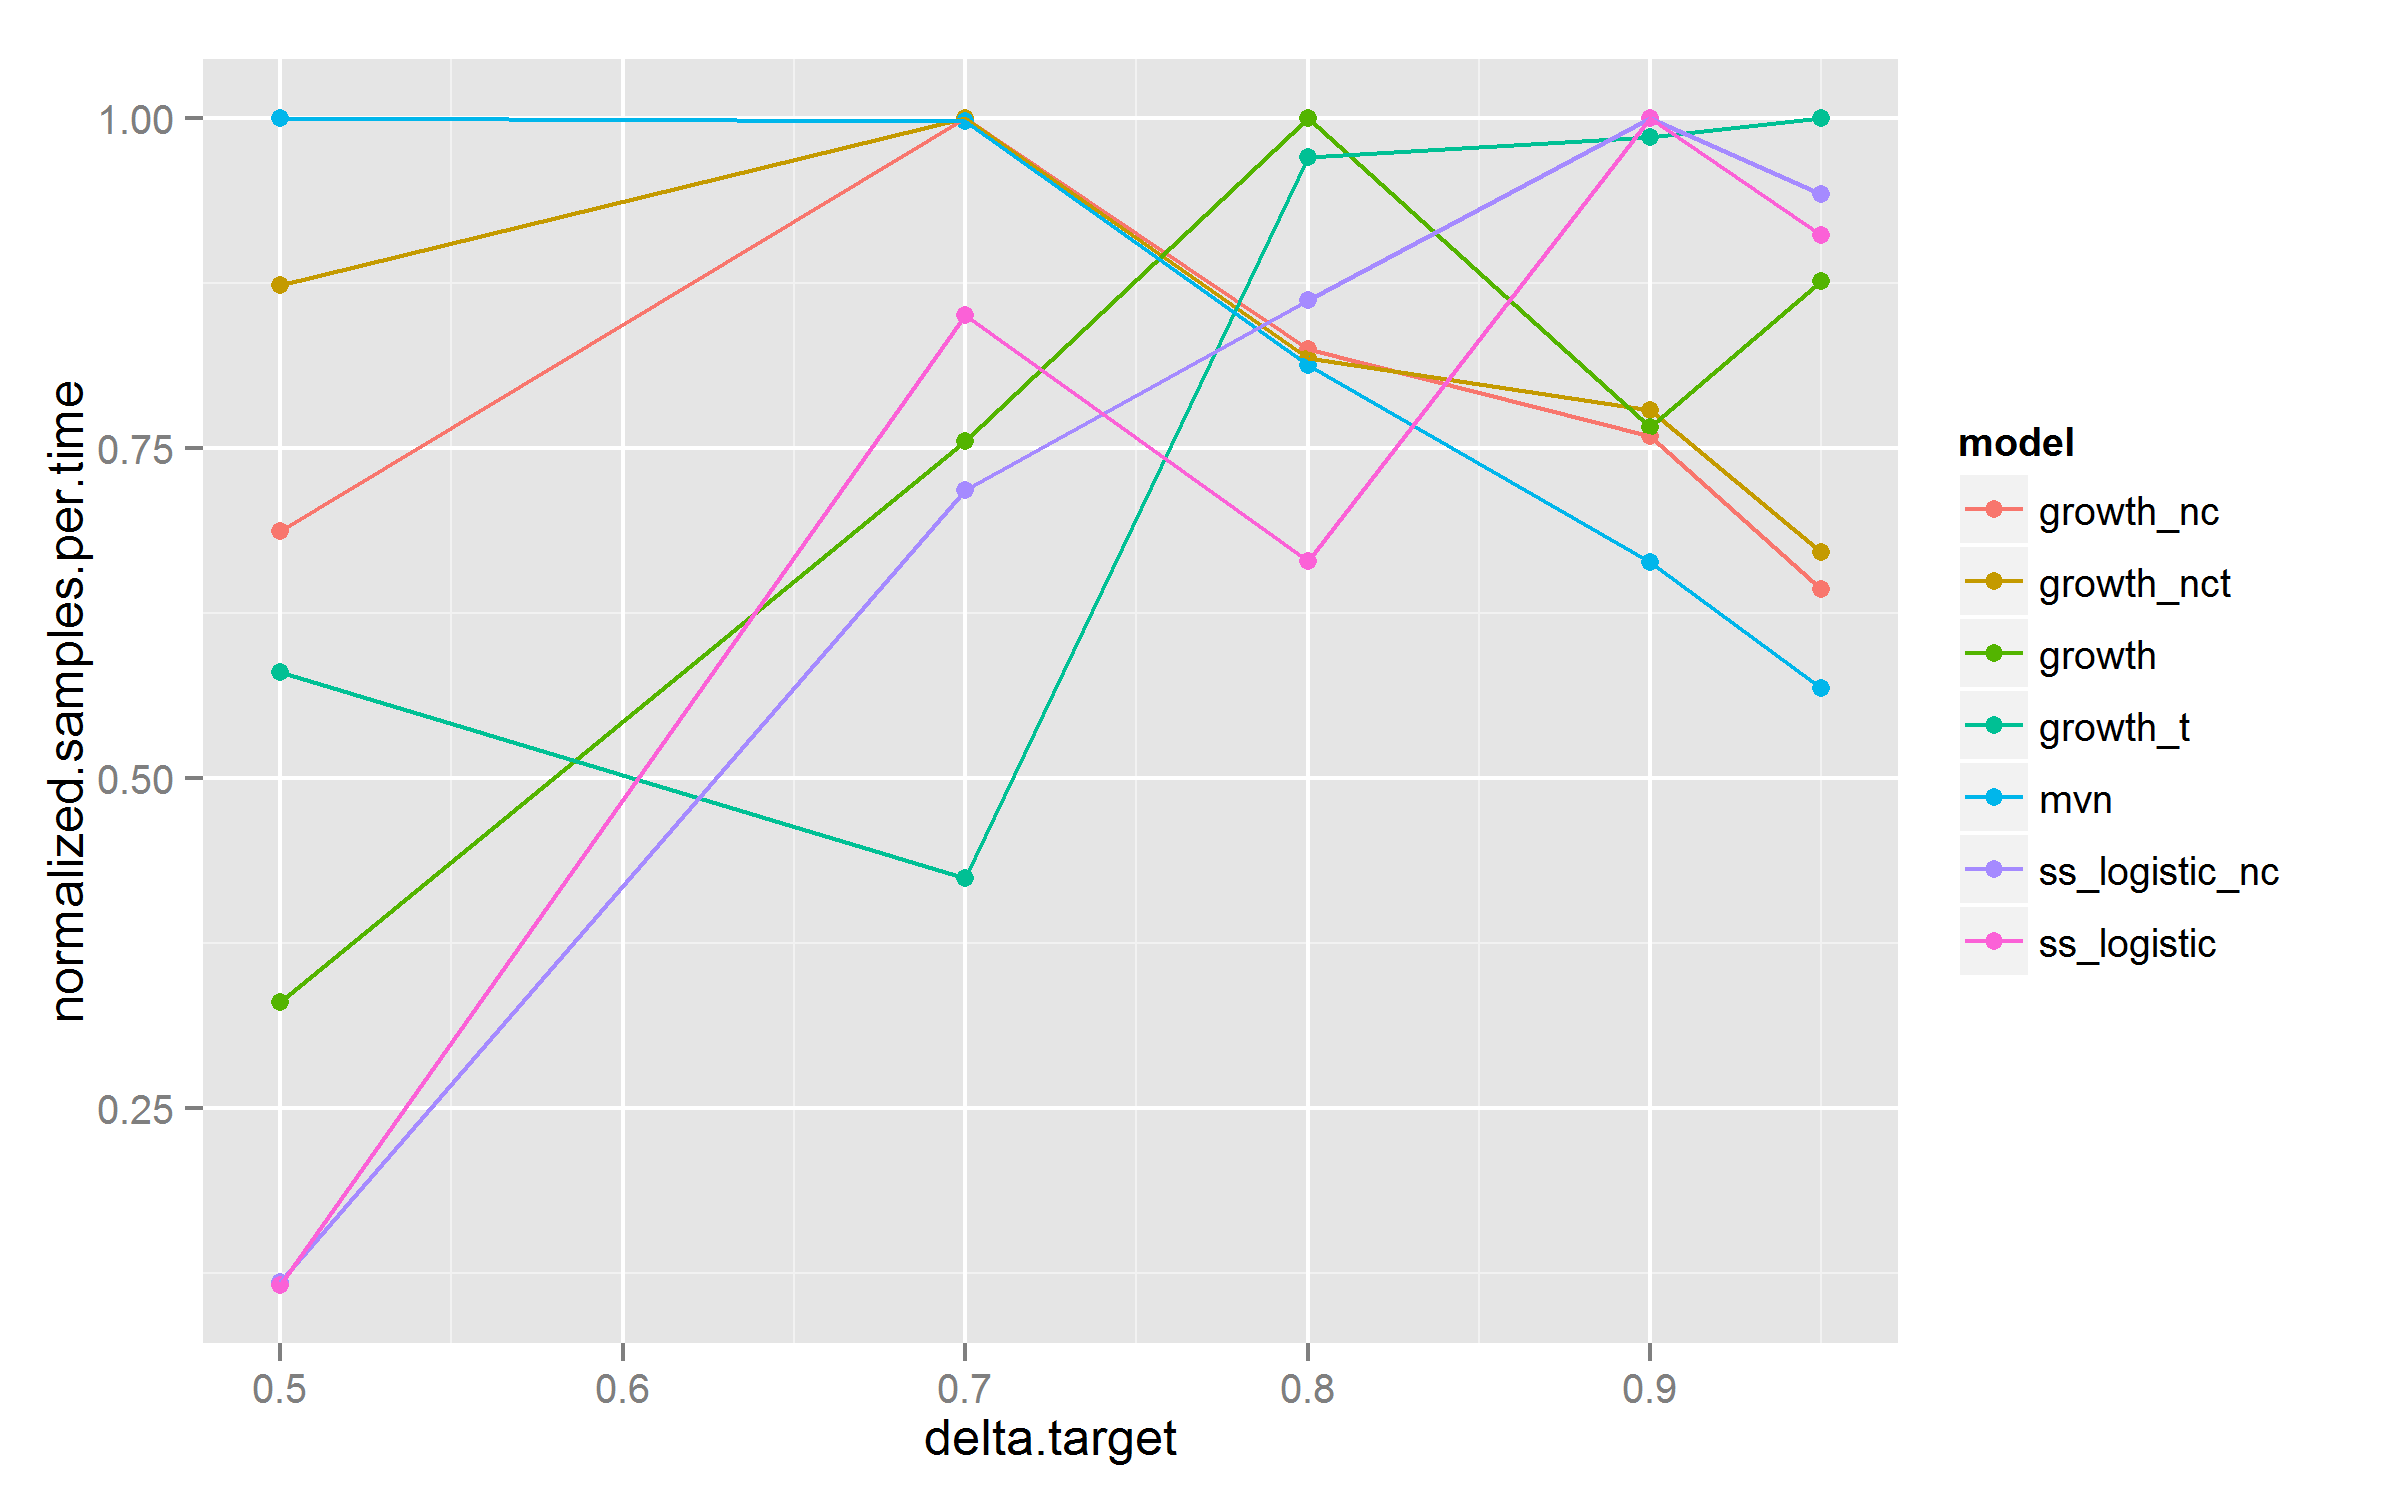 normalized.samples.per.time
1.00
0.75
0.50
0.25
0.5 0.6 0.7 0.8 0.9
delta.target
model
growth_nc
growth_nct
growth
growth_t
mvn
ss_logistic_nc
ss_logistic